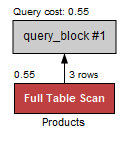 Query cost: 0.55
query_block #1
0.55 3 rows
Full Table Scan
Products